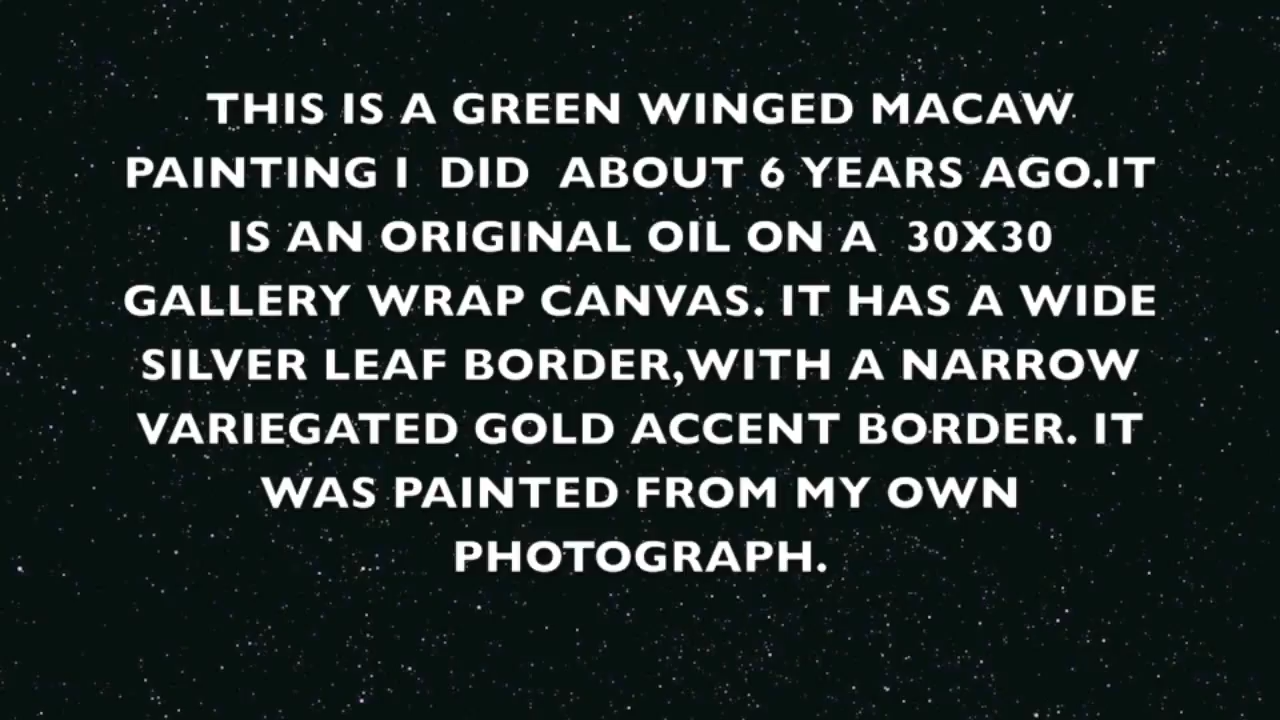 THIS IS A GREEN WINGED MACAW
PAINTING I  DID  ABOUT 6 YEARS AGO.IT
IS AN ORIGINAL OIL ON A  30X30
GALLERY WRAP CANVAS. IT HAS A WIDE
SILVER LEAF BORDER,WITH A NARROW
VARIEGATED GOLD ACCENT BORDER. IT
WAS PAINTED FROM MY OWN
PHOTOGRAPH.